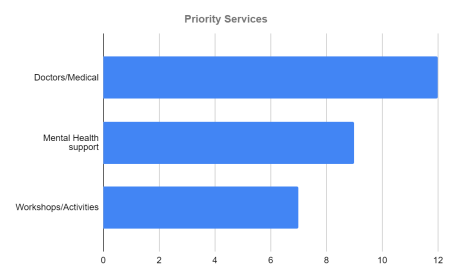 Priority Services
Doctors/Medical
Mental Health
support
Workshops/Activities
0 2 4 6 8 10 12